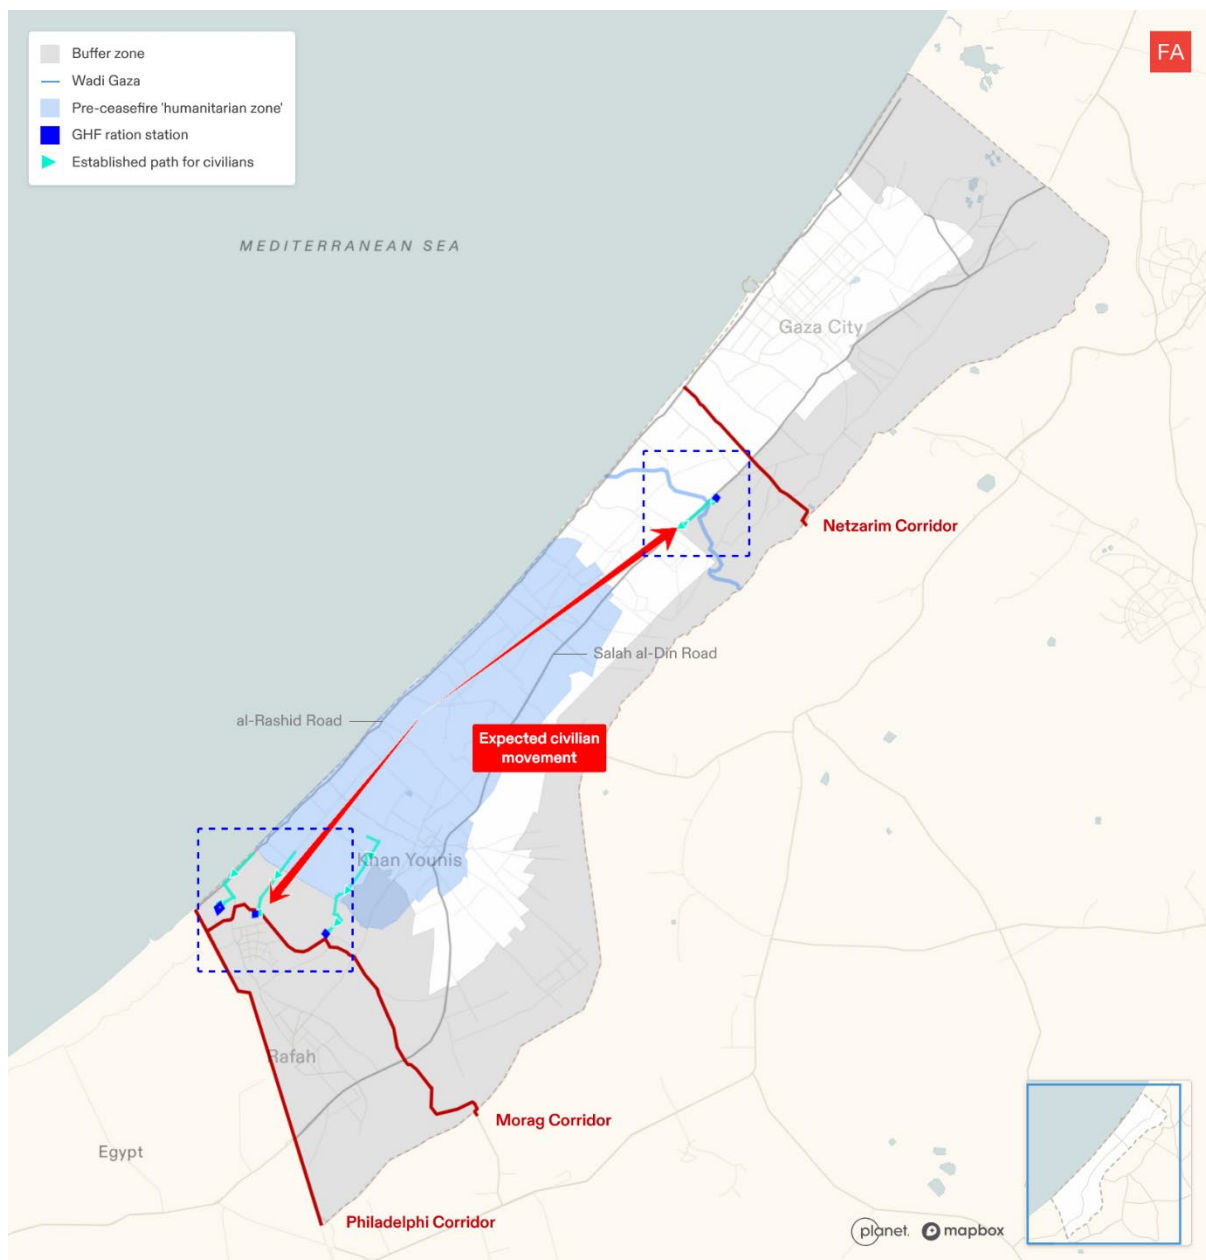 Buffer zone
Wadi Gaza
Pre-ceasefire 'humanitarian zone'
GHF ration station
Established path for civilians
FA
MEDITERRANEAN SEA
Gaza City
Netzarim Corridor
Salah al-Din Road
al-Rashid Road
Expected civilian
movement
Khan Younis
Rafah
Morag Corridor
Egypt
Philadelphi Corridor
planet.
mapbox